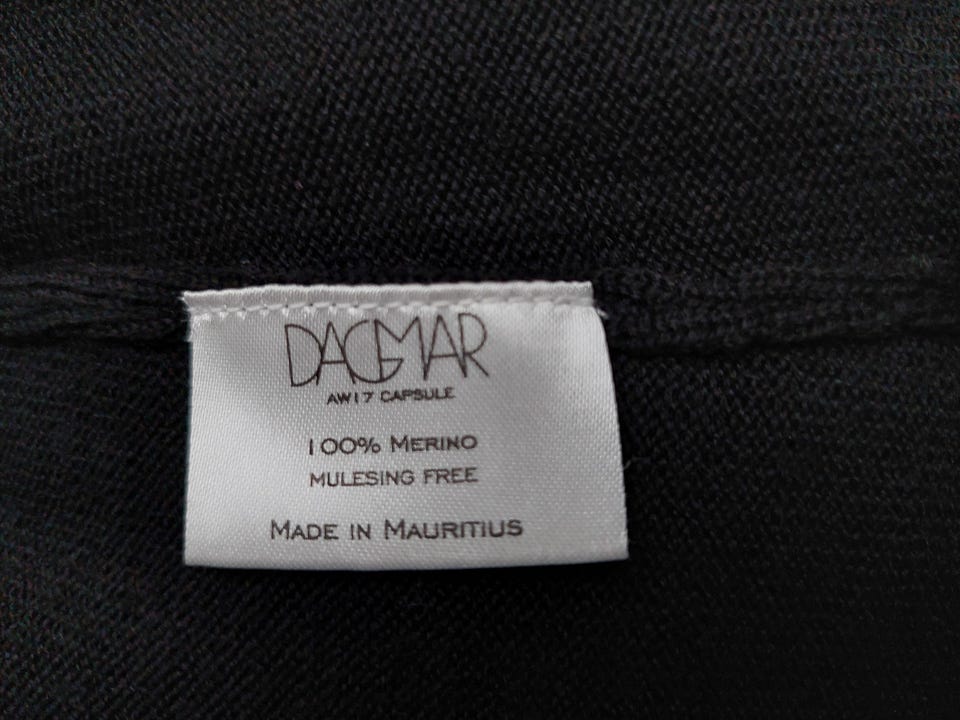 DAGMAR
AW17 CAPSULE
100% MERINO
MULESING FREE
MADE IN MAURITIUS